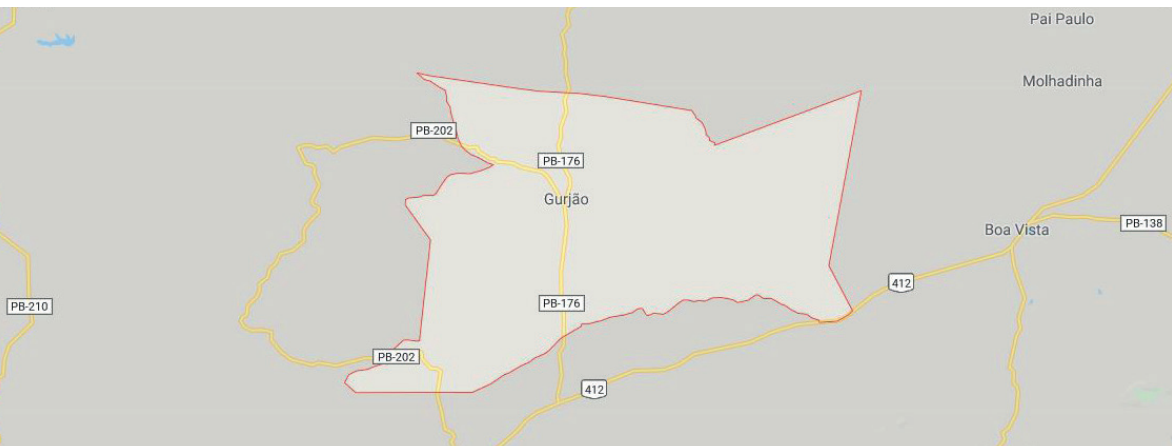 Pai Paulo
Molhadinha
PB-202
PB-176
Gurjão
PB-138
Boa Vista
412
PB-176
PB-210
PB-202
412